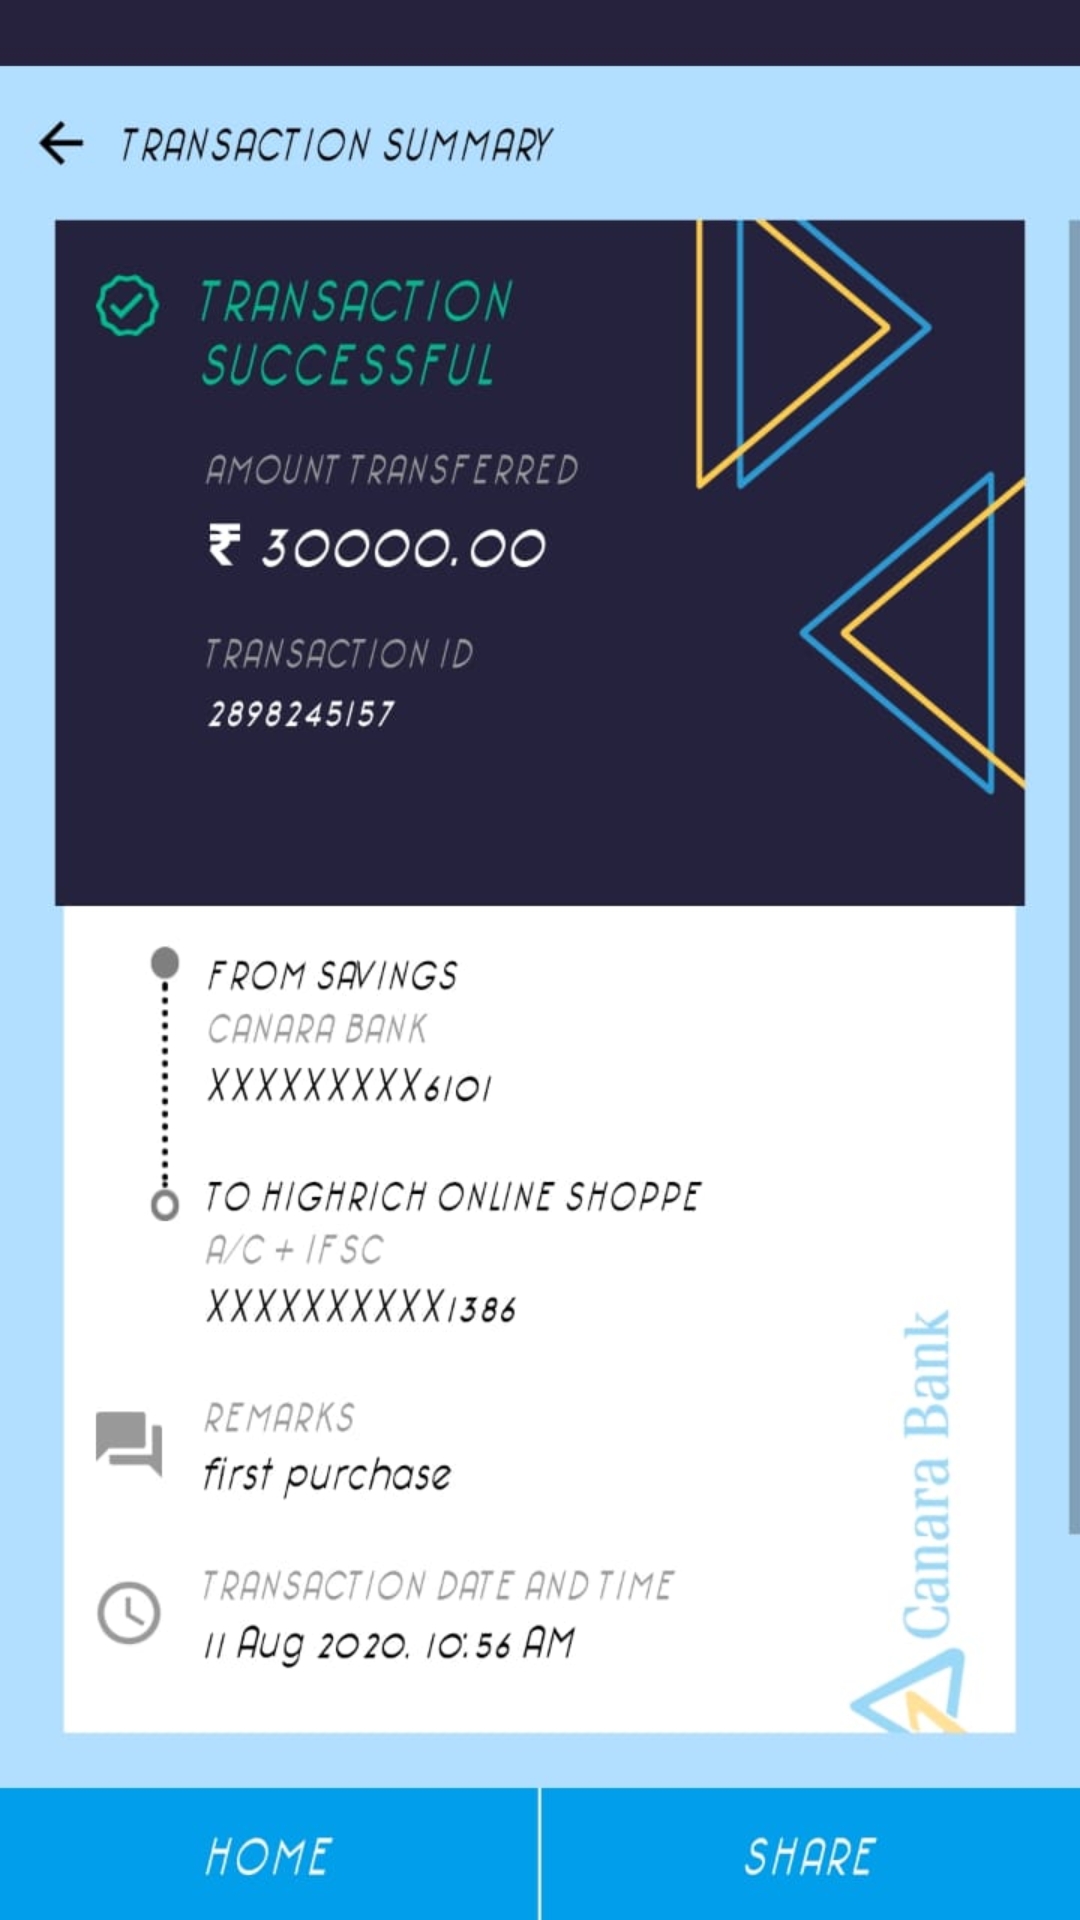 TRANSACTION SUMMARY
TRANSACTION
SUCCESSFUL
AMOUNT TRANSFERRED
₹ 30000.00
TRANSACTION ID
2898245157
FROM SAVINGS
CANARA BANK
XXXXXXXXX6101
TO HIGHRICH ONLINE SHOPPE
A/C + IFSC
XXXXXXXXXX1386
REMARKS
first purchase
TRANSACTION DATE AND TIME
11 Aug 2020, 10:56 AM
Canara Bank
HOME
SHARE